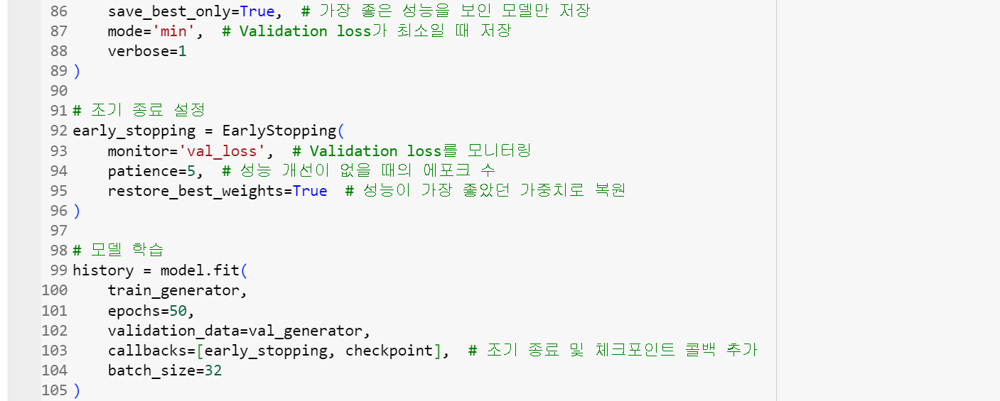 86     save_best_only=True,  # 가장 좋은 성능을 보인 모델만 저장
87     mode='min',  # Validation loss가 최소일 때 저장
88     verbose=1
89 )
90
91 # 조기 종료 설정
92 early_stopping = EarlyStopping(
93     monitor='val_loss',  # Validation loss를 모니터링
94     patience=5,  # 성능 개선이 없을 때의 에포크 수
95     restore_best_weights=True  # 성능이 가장 좋았던 가중치로 복원
96 )
97
98 # 모델 학습
99 history = model.fit(
100     train_generator,
101     epochs=50,
102     validation_data=val_generator,
103     callbacks=[early_stopping, checkpoint],  # 조기 종료 및 체크포인트 콜백 추가
104     batch_size=32
105 )